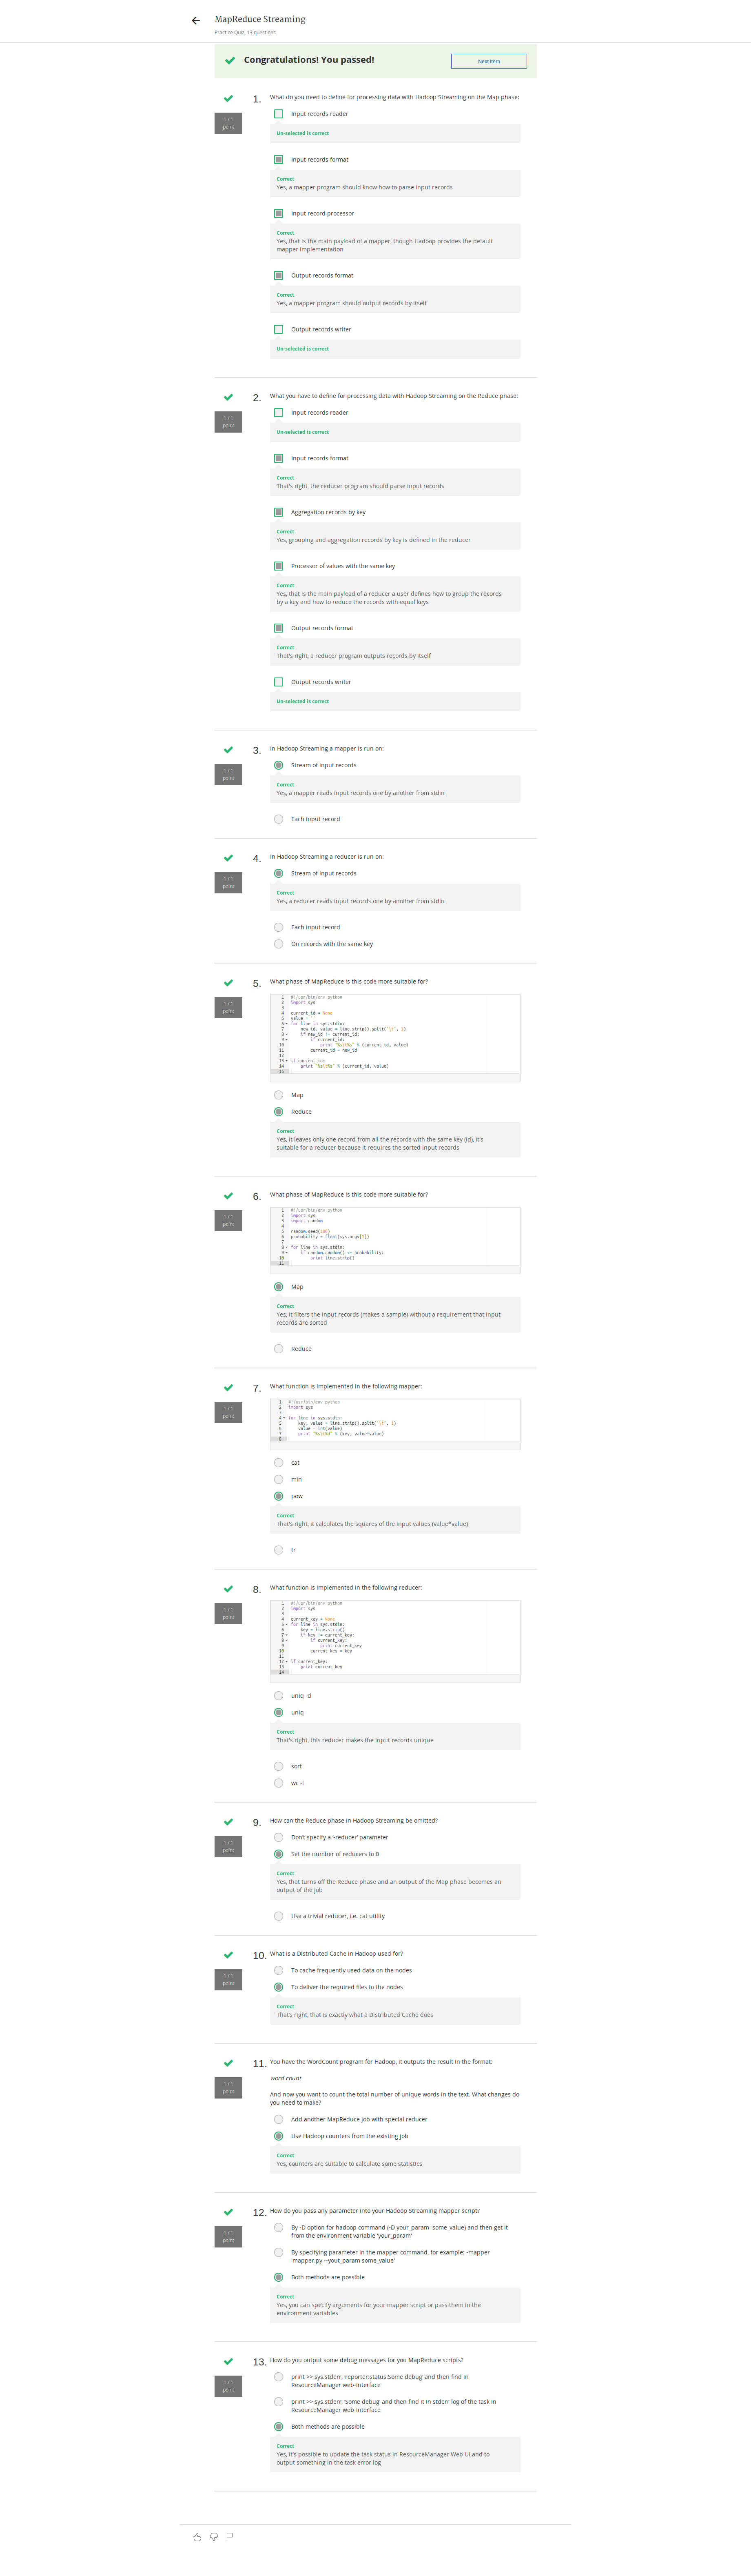 MapReduce Streaming
Practice Quiz, 13 questions
Congratulations! You passed!
Next Item
1 / 1
point
1.
What do you need to define for processing data with Hadoop Streaming on the Map phase:
Input records reader
Un-selected is correct
Input records format
Correct
Yes, a mapper program should know how to parse input records
Input record processor
Correct
Yes, that is the main payload of a mapper, though Hadoop provides the default
mapper implementation
Output records format
Correct
Yes, a mapper program should output records by itself
Output records writer
Un-selected is correct
1 / 1
point
2.
What you have to define for processing data with Hadoop Streaming on the Reduce phase:
Input records reader
Un-selected is correct
Input records format
Correct
That's right, the reducer program should parse input records
Aggregation records by key
Correct
Yes, grouping and aggregation records by key is defined in the reducer
Processor of values with the same key
Correct
Yes, that is the main payload of a reducer a user defines how to group the records
by a key and how to reduce the records with equal keys
Output records format
Correct
That's right, a reducer program outputs records by itself
Output records writer
Un-selected is correct
1 / 1
point
3.
In Hadoop Streaming a mapper is run on:
Stream of input records
Correct
Yes, a mapper reads input records one by another from stdin
Each input record
1 / 1
point
4.
In Hadoop Streaming a reducer is run on:
Stream of input records
Correct
Yes, a reducer reads input records one by another from stdin
Each input record
On records with the same key
1 / 1
point
5.
What phase of MapReduce is this code more suitable for?
1 #!/usr/bin/env python
2 import sys
3
4 current_id = None
5 value = ''
6 for line in sys.stdin:
7 new_id, value = line.strip().split('\t', 1)
8 if new_id != current_id:
9 if current_id:
10 print "%s\t%s" % (current_id, value)
11 current_id = new_id
12
13 if current_id:
14 print "%s\t%s" % (current_id, value)
15
Map
Reduce
Correct
Yes, it leaves only one record from all the records with the same key (id), it's
suitable for a reducer because it requires the sorted input records
1 / 1
point
6.
What phase of MapReduce is this code more suitable for?
1 #!/usr/bin/env python
2 import sys
3 import random
4
5 random.seed(100)
6 probability = float(sys.argv[1])
7
8 for line in sys.stdin:
9 if random.random() <= probability:
10 print line.strip()
11
Map
Correct
Yes, it filters the input records (makes a sample) without a requirement that input
records are sorted
Reduce
1 / 1
point
7.
What function is implemented in the following mapper:
1 #!/usr/bin/env python
2 import sys
3
4 for line in sys.stdin:
5 key, value = line.strip().split('\t', 1)
6 value = int(value)
7 print "%s\t%d" % (key, value*value)
8
cat
min
pow
Correct
That's right, it calculates the squares of the input values (value*value)
tr
1 / 1
point
8.
What function is implemented in the following reducer:
1 #!/usr/bin/env python
2 import sys
3
4 current_key = None
5 for line in sys.stdin:
6 key = line.strip()
7 if key != current_key:
8 if current_key:
9 print current_key
10 current_key = key
11
12 if current_key:
13 print current_key
14
uniq -d
uniq
Correct
That's right, this reducer makes the input records unique
sort
wc -l
1 / 1
point
9.
How can the Reduce phase in Hadoop Streaming be omitted?
Don't specify a '-reducer' parameter
Set the number of reducers to 0
Correct
Yes, that turns off the Reduce phase and an output of the Map phase becomes an
output of the job
Use a trivial reducer, i.e. cat utility
1 / 1
point
10.
What is a Distributed Cache in Hadoop used for?
To cache frequently used data on the nodes
To deliver the required files to the nodes
Correct
That's right, that is exactly what a Distributed Cache does
1 / 1
point
11.
You have the WordCount program for Hadoop, it outputs the result in the format:
word count
And now you want to count the total number of unique words in the text. What changes do
you need to make?
Add another MapReduce job with special reducer
Use Hadoop counters from the existing job
Correct
Yes, counters are suitable to calculate some statistics
1 / 1
point
12.
How do you pass any parameter into your Hadoop Streaming mapper script?
By -D option for hadoop command (-D your_param=some_value) and then get it
from the environment variable 'your_param'
By specifying parameter in the mapper command, for example: -mapper
'mapper.py --yout_param some_value'
Both methods are possible
Correct
Yes, you can specify arguments for your mapper script or pass them in the
environment variables
1 / 1
point
13.
How do you output some debug messages for you MapReduce scripts?
print >> sys.stderr, 'reporter:status:Some debug' and then find in
ResourceManager web-interface
print >> sys.stderr, 'Some debug' and then find it in stderr log of the task in
ResourceManager web-interface
Both methods are possible
Correct
Yes, it's possible to update the task status in ResourceManager Web UI and to
output something in the task error log